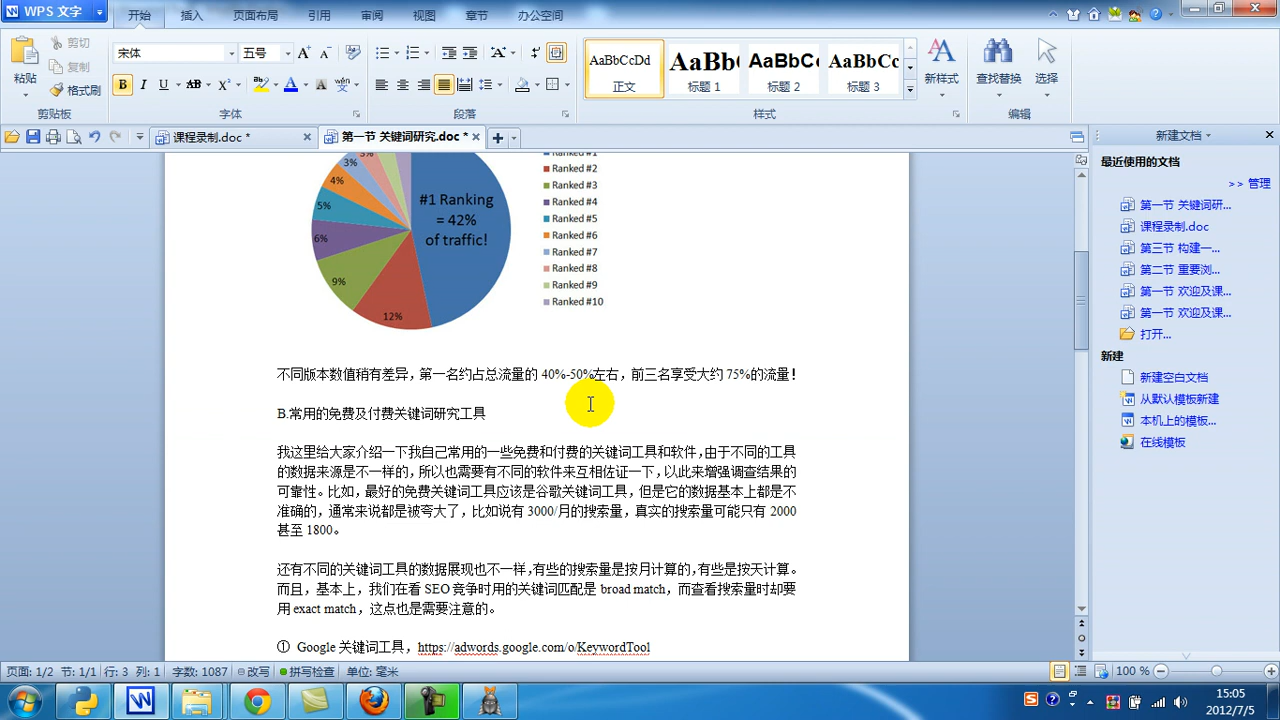 WPS 文字
开始
插入
页面布局
引用
审阅
视图
章节
办公空间
剪切
复制
粘贴
格式刷
剪贴板
宋体
五号
B I U AB X²
字体
段落
AaBbCcDd
正文
AaBb
标题 1
AaBbC
标题 2
AaBbCc
标题 3
样式
新样式
查找替换
选择
编辑
课程录制.doc *
第一节 关键词研究.doc *
新建文档
最近使用的文档
>> 管理
第一节 关键词研...
课程录制.doc
第三节 构建一...
第二节 重要浏...
第一节 欢迎及课...
第一节 欢迎及课...
打开...
新建
新建空白文档
从默认模板新建
本机上的模板...
在线模板
3%
3%
4%
5%
6%
9%
12%
#1 Ranking
= 42%
of traffic!
Ranked #1
Ranked #2
Ranked #3
Ranked #4
Ranked #5
Ranked #6
Ranked #7
Ranked #8
Ranked #9
Ranked #10
不同版本数值稍有差异，第一名约占总流量的 40%-50%左右，前三名享受大约 75%的流量！
B.常用的免费及付费关键词研究工具
我这里给大家介绍一下我自己常用的一些免费和付费的关键词工具和软件,由于不同的工具
的数据来源是不一样的，所以也需要有不同的软件来互相佐证一下，以此来增强调查结果的
可靠性。比如，最好的免费关键词工具应该是谷歌关键词工具，但是它的数据基本上都是不
准确的，通常来说都是被夸大了，比如说有 3000/月的搜索量，真实的搜索量可能只有 2000
甚至 1800。
还有不同的关键词工具的数据展现也不一样,有些的搜索量是按月计算的,有些是按天计算。
而且，基本上，我们在看 SEO 竞争时用的关键词匹配是 broad match，而查看搜索量时却要
用 exact match，这点也是需要注意的。
① Google 关键词工具，https://adwords.google.com/o/KeywordTool
页面: 1/2 节: 1/1 行: 3 列: 1 字数: 1087 改写 拼写检查 单位: 毫米
100 %
15:05
2012/7/5